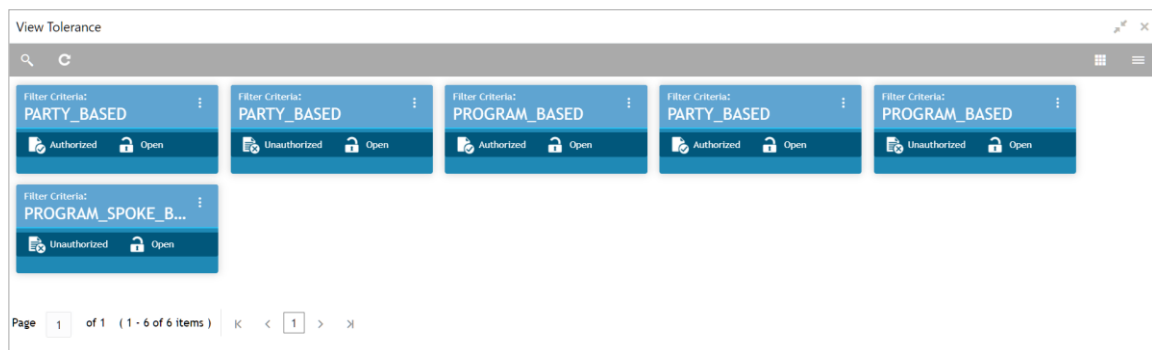 View Tolerance
Filter Criteria: Filter Criteria: Filter Criteria: Filter Criteria: Filter Criteria:
PARTY_BASED PARTY_BASED PROGRAM_BASED PARTY_BASED PROGRAM_BASED
Authorized Open Unauthorized Open Authorized Open Authorized Open Unauthorized Open
Filter Criteria:
PROGRAM_SPOKE_B...
Unauthorized Open
Page 1 of 1 ( 1 - 6 of 6 items ) 1